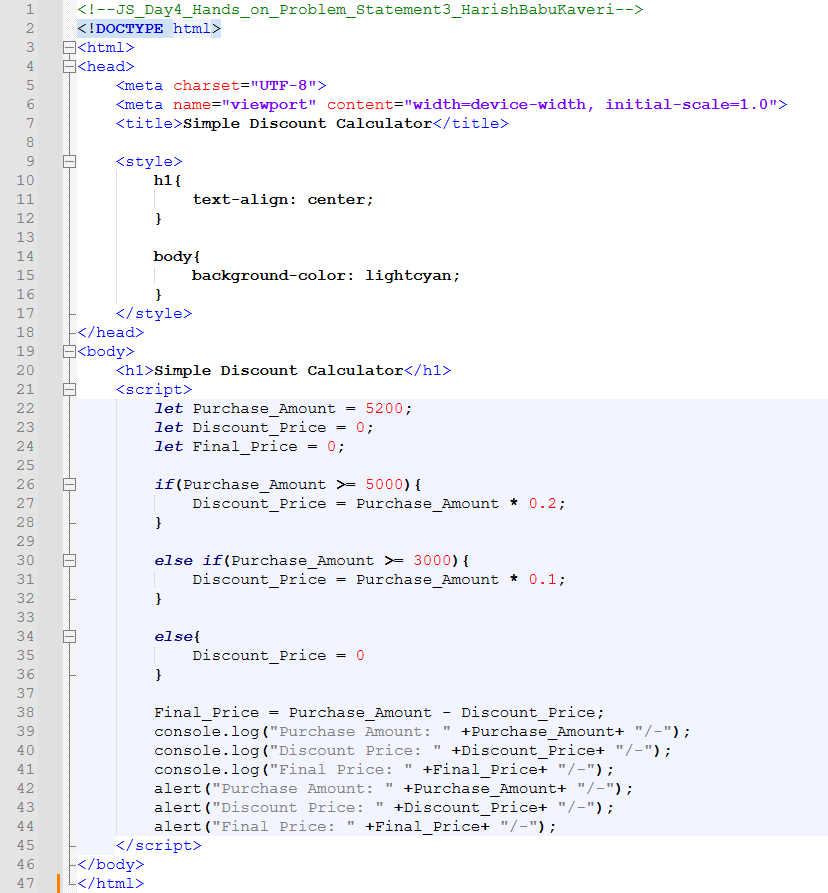 1 <!--JS_Day4_Hands_on_Problem_Statement3_HarishBabuKaveri-->
2 <!DOCTYPE html>
3 <html>
4 <head>
5 <meta charset="UTF-8">
6 <meta name="viewport" content="width=device-width, initial-scale=1.0">
7 <title>Simple Discount Calculator</title>
8
9 <style>
10 h1{
11 text-align: center;
12 }
13
14 body{
15 background-color: lightcyan;
16 }
17 </style>
18 </head>
19 <body>
20 <h1>Simple Discount Calculator</h1>
21 <script>
22 let Purchase_Amount = 5200;
23 let Discount_Price = 0;
24 let Final_Price = 0;
25
26 if(Purchase_Amount >= 5000){
27 Discount_Price = Purchase_Amount * 0.2;
28 }
29
30 else if(Purchase_Amount >= 3000){
31 Discount_Price = Purchase_Amount * 0.1;
32 }
33
34 else{
35 Discount_Price = 0
36 }
37
38 Final_Price = Purchase_Amount - Discount_Price;
39 console.log("Purchase Amount: " +Purchase_Amount+ "/-");
40 console.log("Discount Price: " +Discount_Price+ "/-");
41 console.log("Final Price: " +Final_Price+ "/-");
42 alert("Purchase Amount: " +Purchase_Amount+ "/-");
43 alert("Discount Price: " +Discount_Price+ "/-");
44 alert("Final Price: " +Final_Price+ "/-");
45 </script>
46 </body>
47 </html>